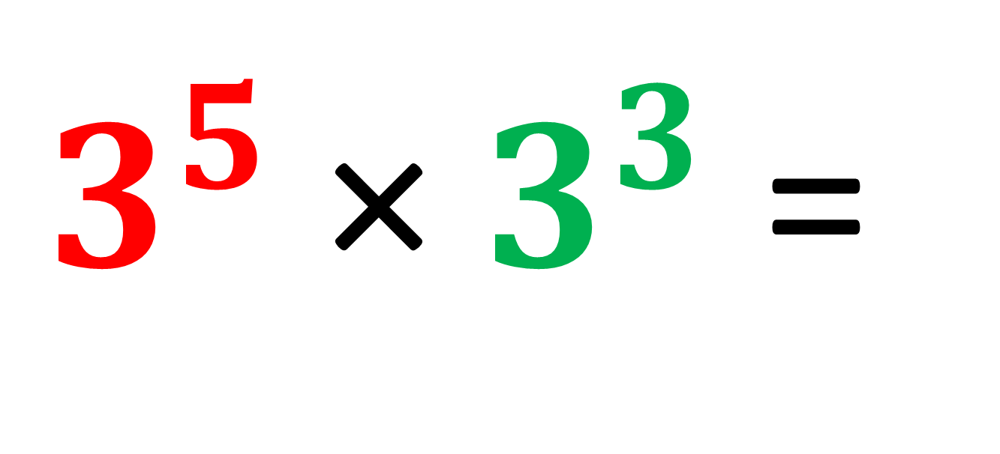 3⁵ × 3³ =